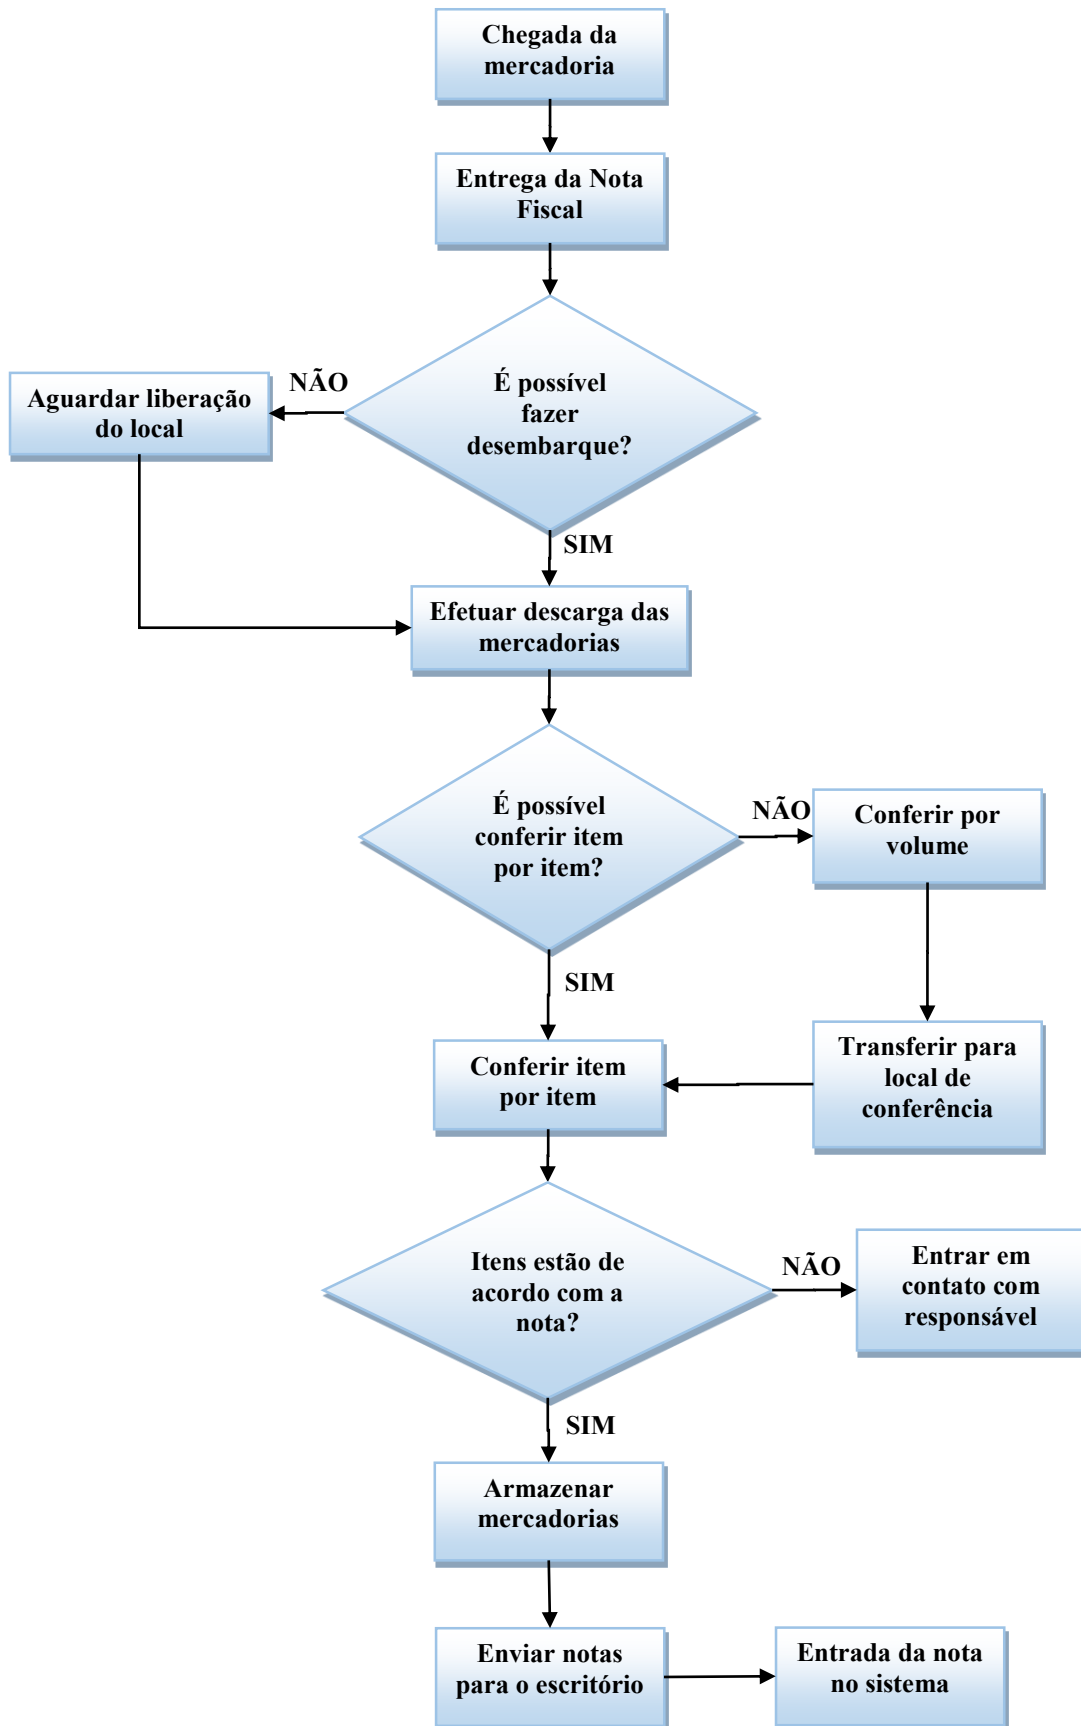 Chegada da
mercadoria
Entrega da Nota
Fiscal
É possível
fazer
desembarque?
NÃO
Aguardar liberação
do local
SIM
Efetuar descarga das
mercadorias
É possível
conferir item
por item?
NÃO
Conferir por
volume
SIM
Transferir para
local de
conferência
Conferir item
por item
Itens estão de
acordo com a
nota?
NÃO
Entrar em
contato com
responsável
SIM
Armazenar
mercadorias
Enviar notas
para o escritório
Entrada da nota
no sistema